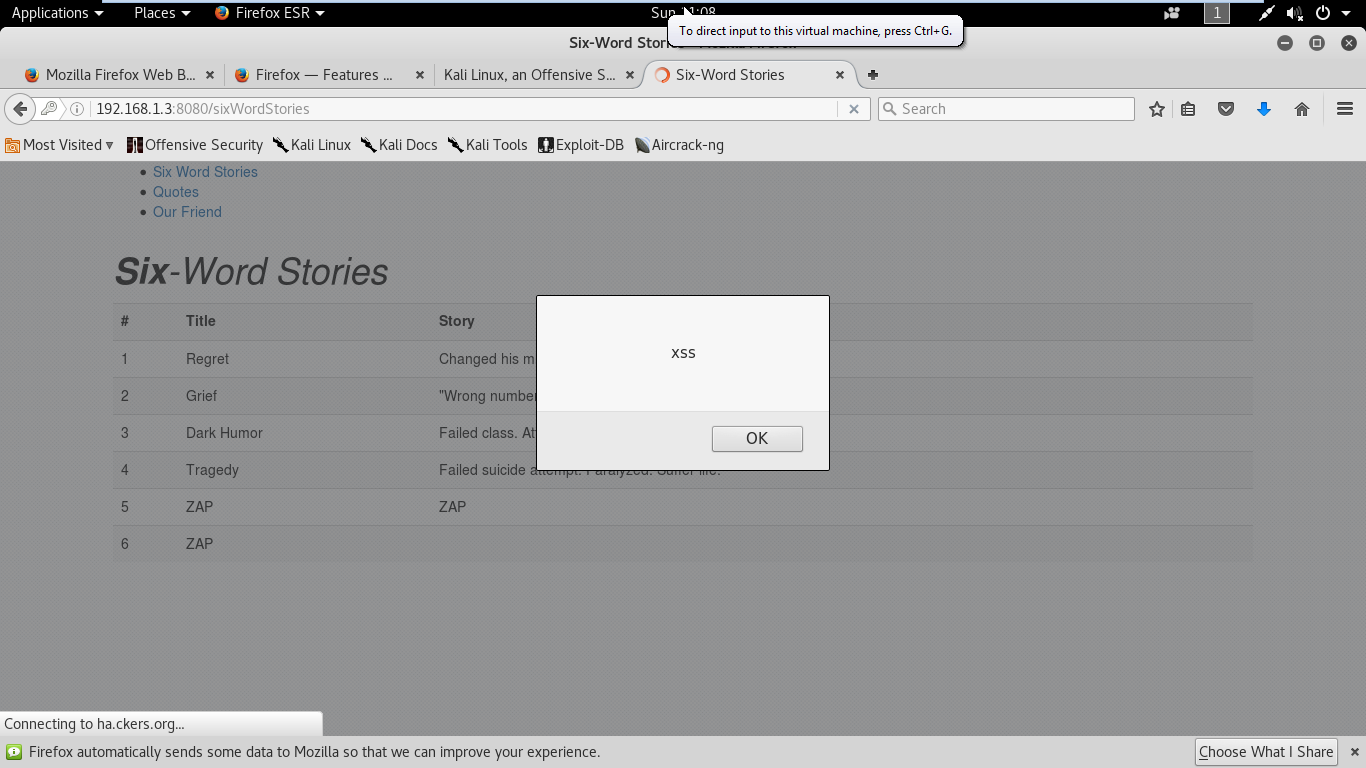 Applications Places Firefox ESR Sun 11:08 1
To direct input to this virtual machine, press Ctrl+G.
Six-Word Stories - Mozilla Firefox
Mozilla Firefox Web B... Firefox — Features ... Kali Linux, an Offensive S... Six-Word Stories
192.168.1.3:8080/sixWordStories Search
Most Visited Offensive Security Kali Linux Kali Docs Kali Tools Exploit-DB Aircrack-ng
Six Word Stories
Quotes
Our Friend
Six-Word Stories
# Title Story
1 Regret Changed his m
2 Grief "Wrong number
3 Dark Humor Failed class. At
4 Tragedy Failed suicide attempt. Paralyzed. Suffer life.
5 ZAP ZAP
6 ZAP
xss
OK
Connecting to ha.ckers.org...
Firefox automatically sends some data to Mozilla so that we can improve your experience. Choose What I Share